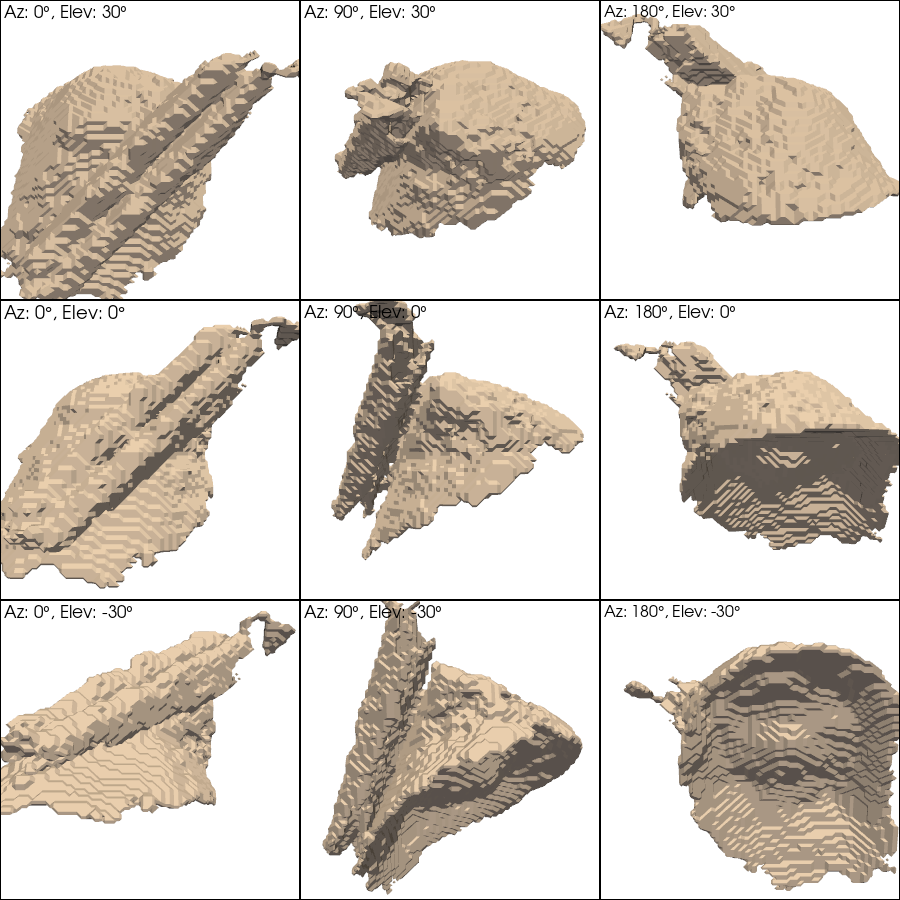 Az: 0°, Elev: 30°
Az: 90°, Elev: 30°
Az: 180°, Elev: 30°
Az: 0°, Elev: 0°
Az: 90°, Elev: 0°
Az: 180°, Elev: 0°
Az: 0°, Elev: -30°
Az: 90°, Elev: -30°
Az: 180°, Elev: -30°